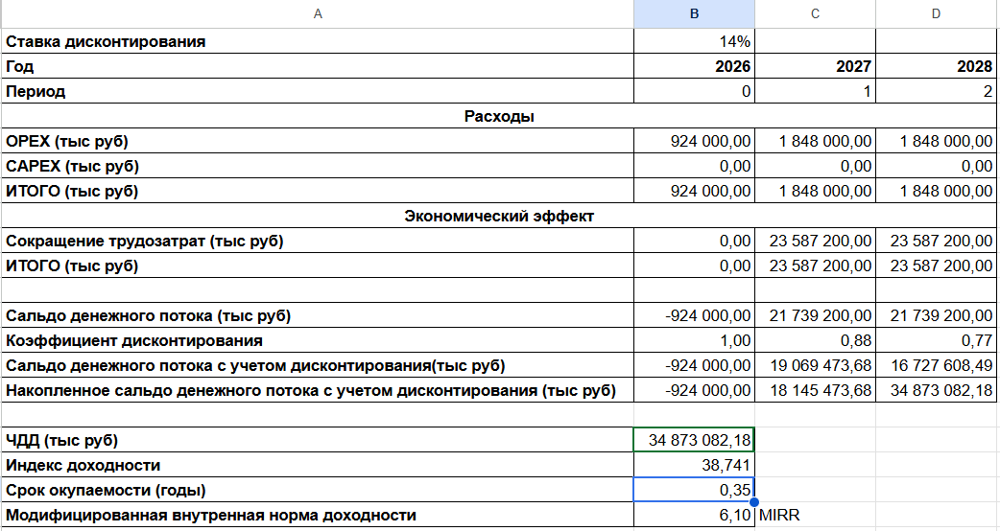 A B C D
Ставка дисконтирования 14%
Год 2026 2027 2028
Период 0 1 2
Расходы
OPEX (тыс руб) 924 000,00 1 848 000,00 1 848 000,00
CAPEX (тыс руб) 0,00 0,00 0,00
ИТОГО (тыс руб) 924 000,00 1 848 000,00 1 848 000,00
Экономический эффект
Сокращение трудозатрат (тыс руб) 0,00 23 587 200,00 23 587 200,00
ИТОГО (тыс руб) 0,00 23 587 200,00 23 587 200,00
Сальдо денежного потока (тыс руб) -924 000,00 21 739 200,00 21 739 200,00
Коэффициент дисконтирования 1,00 0,88 0,77
Сальдо денежного потока с учетом дисконтирования(тыс руб) -924 000,00 19 069 473,68 16 727 608,49
Накопленное сальдо денежного потока с учетом дисконтирования (тыс руб) -924 000,00 18 145 473,68 34 873 082,18
ЧДД (тыс руб) 34 873 082,18
Индекс доходности 38,741
Срок окупаемости (годы) 0,35
Модифицированная внутренная норма доходности 6,10 MIRR